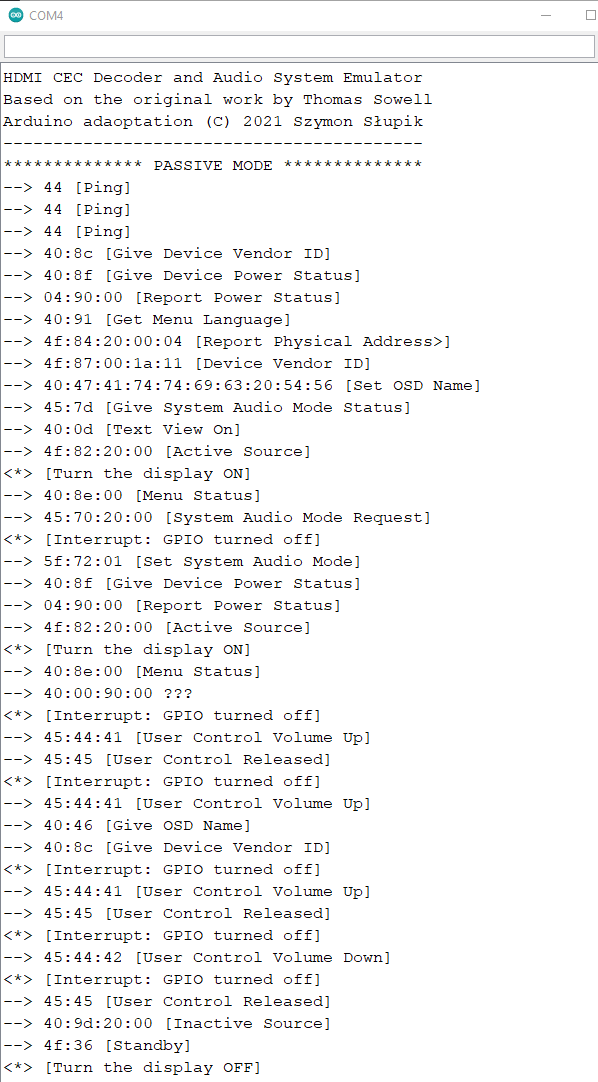 COM4
HDMI CEC Decoder and Audio System Emulator
Based on the original work by Thomas Sowell
Arduino adaoptation (C) 2021 Szymon Słupik
------------------------------------------
************** PASSIVE MODE **************
--> 44 [Ping]
--> 44 [Ping]
--> 44 [Ping]
--> 40:8c [Give Device Vendor ID]
--> 40:8f [Give Device Power Status]
--> 04:90:00 [Report Power Status]
--> 40:91 [Get Menu Language]
--> 4f:84:20:00:04 [Report Physical Address>]
--> 4f:87:00:1a:11 [Device Vendor ID]
--> 40:47:41:74:74:69:63:20:54:56 [Set OSD Name]
--> 45:7d [Give System Audio Mode Status]
--> 40:0d [Text View On]
--> 4f:82:20:00 [Active Source]
<*> [Turn the display ON]
--> 40:8e:00 [Menu Status]
--> 45:70:20:00 [System Audio Mode Request]
<*> [Interrupt: GPIO turned off]
--> 5f:72:01 [Set System Audio Mode]
--> 40:8f [Give Device Power Status]
--> 04:90:00 [Report Power Status]
--> 4f:82:20:00 [Active Source]
<*> [Turn the display ON]
--> 40:8e:00 [Menu Status]
--> 40:00:90:00 ???
<*> [Interrupt: GPIO turned off]
--> 45:44:41 [User Control Volume Up]
--> 45:45 [User Control Released]
<*> [Interrupt: GPIO turned off]
--> 45:44:41 [User Control Volume Up]
--> 40:46 [Give OSD Name]
--> 40:8c [Give Device Vendor ID]
<*> [Interrupt: GPIO turned off]
--> 45:44:41 [User Control Volume Up]
--> 45:45 [User Control Released]
<*> [Interrupt: GPIO turned off]
--> 45:44:42 [User Control Volume Down]
<*> [Interrupt: GPIO turned off]
--> 45:45 [User Control Released]
--> 40:9d:20:00 [Inactive Source]
--> 4f:36 [Standby]
<*> [Turn the display OFF]